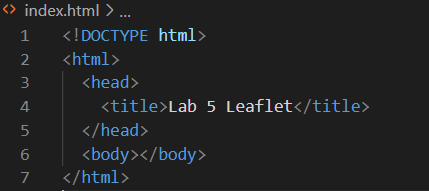 index.html > ...
1 <!DOCTYPE html>
2 <html>
3 <head>
4 <title>Lab 5 Leaflet</title>
5 </head>
6 <body></body>
7 </html>